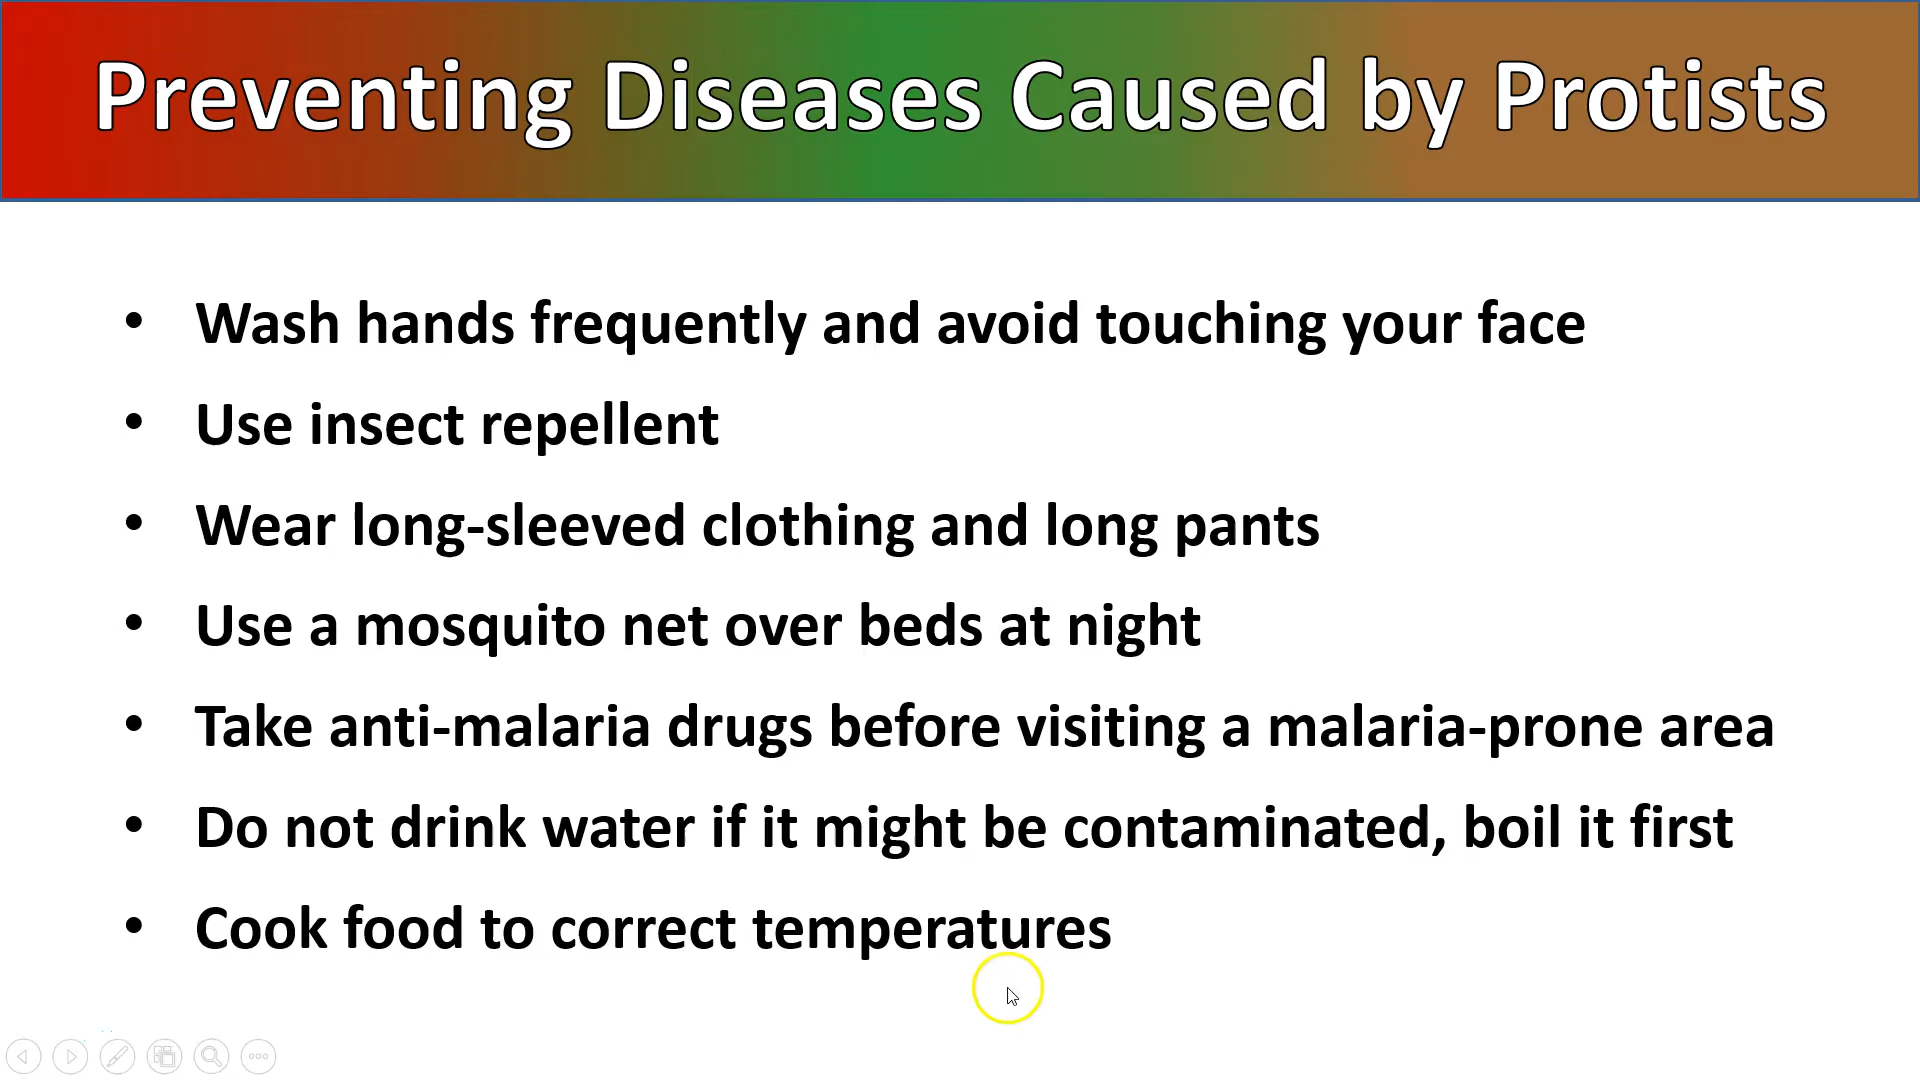 Preventing Diseases Caused by Protists
• Wash hands frequently and avoid touching your face
• Use insect repellent
• Wear long-sleeved clothing and long pants
• Use a mosquito net over beds at night
• Take anti-malaria drugs before visiting a malaria-prone area
• Do not drink water if it might be contaminated, boil it first
• Cook food to correct temperatures